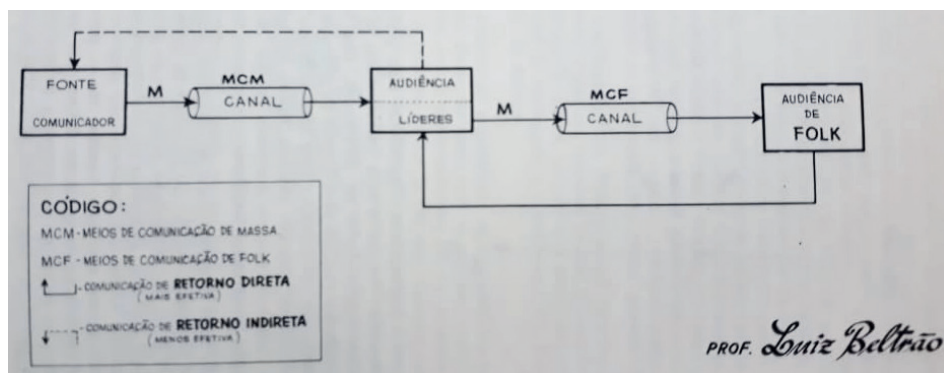 FONTE
COMUNICADOR
M
MCM
CANAL
AUDIÊNCIA
LÍDERES
M
MCF
CANAL
AUDIÊNCIA
DE
FOLK
CÓDIGO:
MCM - MEIOS DE COMUNICAÇÃO DE MASSA
MCF - MEIOS DE COMUNICAÇÃO DE FOLK
- COMUNICAÇÃO DE RETORNO DIRETA
(MAIS EFETIVA)
- COMUNICAÇÃO DE RETORNO INDIRETA
(MENOS EFETIVA)
PROF. Luiz Beltrão